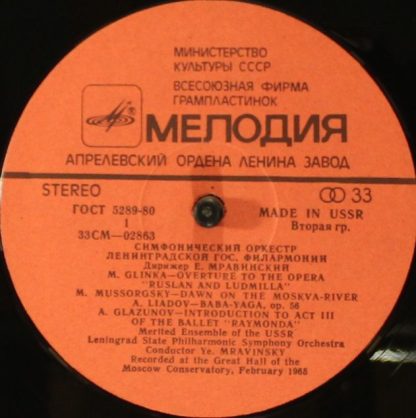 МИНИСТЕРСТВО
КУЛЬТУРЫ СССР
ВСЕСОЮЗНАЯ ФИРМА
ГРАМПЛАСТИНОК
МЕЛОДИЯ
АПРЕЛЕВСКИЙ ОРДЕНА ЛЕНИНА ЗАВОД
STEREO 33
ГОСТ 5289-80 MADE IN USSR
1 Вторая гр.
33СМ—02863
СИМФОНИЧЕСКИЙ ОРКЕСТР
ЛЕНИНГРАДСКОЙ ГОС. ФИЛАРМОНИИ
Дирижер Е. МРАВИНСКИЙ
M. GLINKA—OVERTURE TO THE OPERA
"RUSLAN AND LUDMILLA"
M. MUSSORGSKY—DAWN ON THE MOSKVA-RIVER
A. LIADOV—BABA-YAGA, op. 56
A. GLAZUNOV—INTRODUCTION TO ACT III
OF THE BALLET "RAYMONDA"
Merited Ensemble of the USSR
Leningrad State Philharmonic Symphony Orchestra
Conductor Ye. MRAVINSKY
Recorded at the Great Hall of the
Moscow Conservatory, February 1965